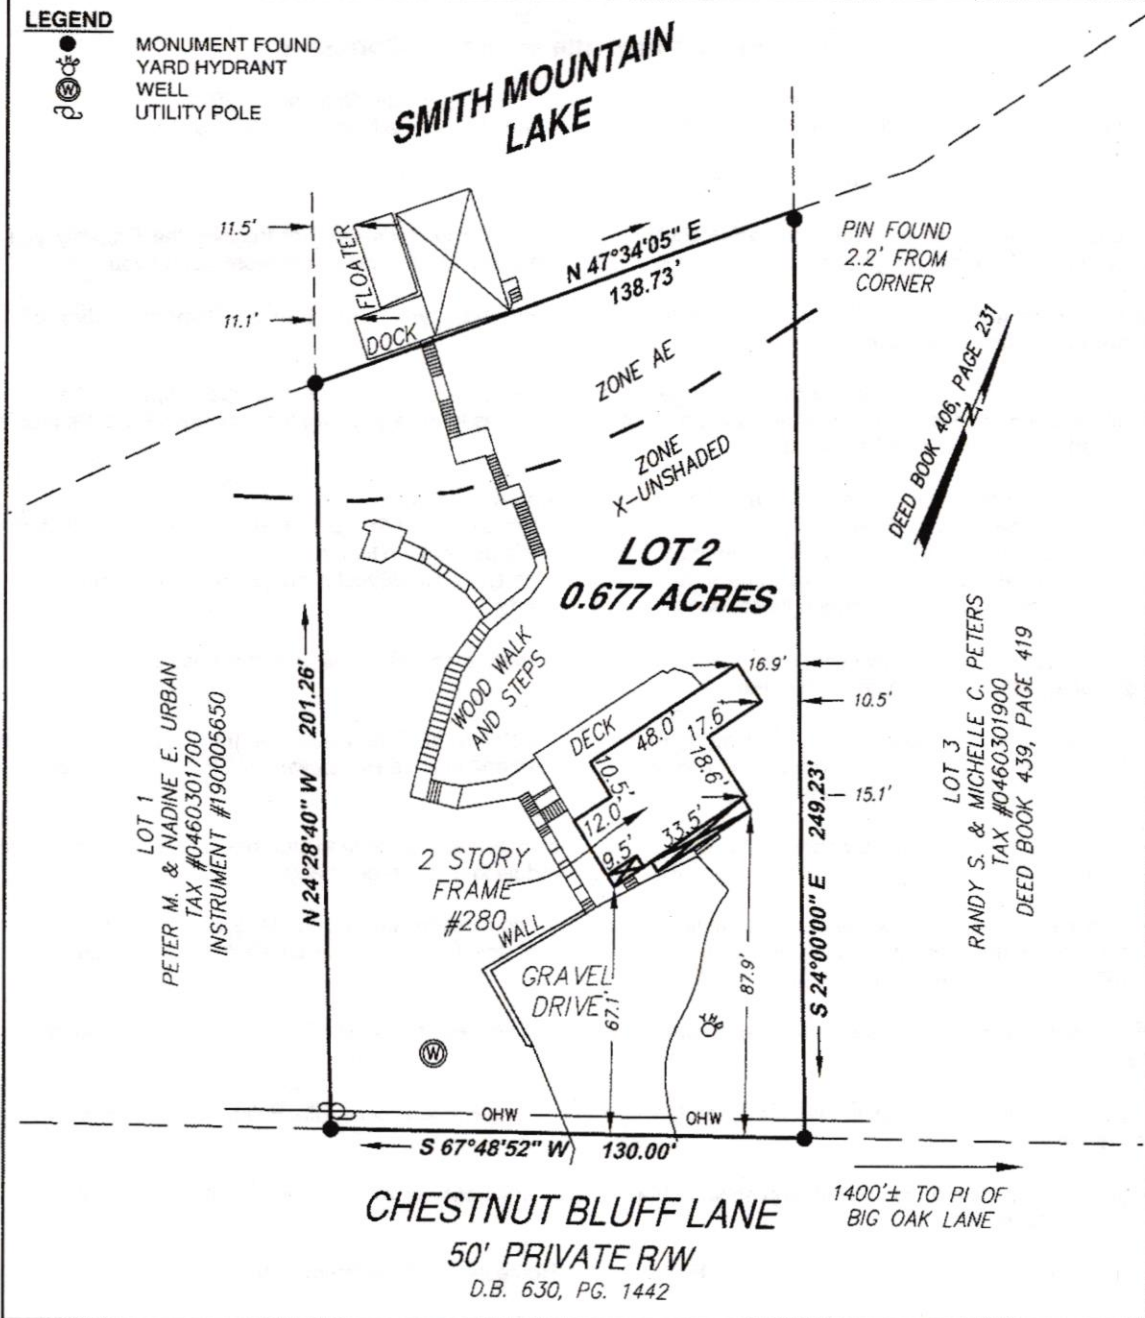 LEGEND
MONUMENT FOUND
YARD HYDRANT
WELL
UTILITY POLE
W
SMITH MOUNTAIN
LAKE
11.5'
FLOATER
11.1'
DOCK
N 47°34'05" E
138.73'
PIN FOUND
2.2' FROM
CORNER
ZONE AE
ZONE
X-UNSHADED
DEED BOOK 406, PAGE 231
N
LOT 2
0.677 ACRES
LOT 1
PETER M. & NADINE E. URBAN
TAX #0460301700
INSTRUMENT #190005650
N 24°28'40" W 201.26'
WOOD WALK
AND STEPS
DECK
16.9'
10.5'
48.0'
17.6'
10.5'
18.6'
15.1'
12.0'
33.5'
9.5'
2 STORY
FRAME
#280
WALL
GRAVEL
DRIVE
67.1'
87.9'
YH
S 24°00'00" E 249.23'
LOT 3
RANDY S. & MICHELLE C. PETERS
TAX #0460301900
DEED BOOK 439, PAGE 419
W
OHW
OHW
S 67°48'52" W 130.00'
CHESTNUT BLUFF LANE
50' PRIVATE R/W
D.B. 630, PG. 1442
1400'± TO PI OF
BIG OAK LANE